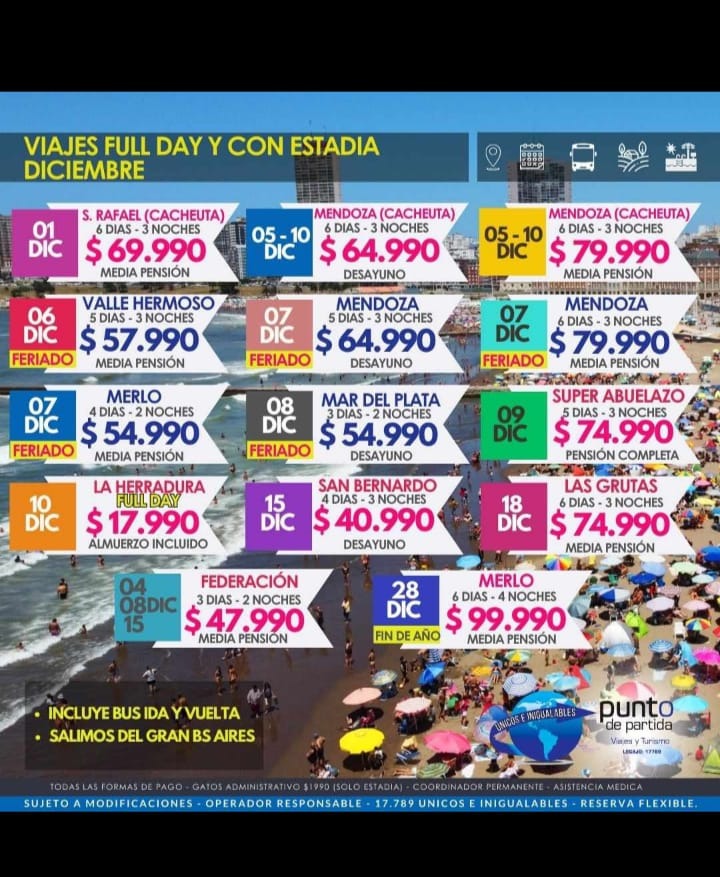 VIAJES FULL DAY Y CON ESTADIA
DICIEMBRE
01
DIC
S. RAFAEL (CACHEUTA)
6 DIAS - 3 NOCHES
$ 69.990
MEDIA PENSIÓN
05 - 10
DIC
MENDOZA (CACHEUTA)
6 DIAS - 3 NOCHES
$ 64.990
DESAYUNO
05 - 10
DIC
MENDOZA (CACHEUTA)
6 DIAS - 3 NOCHES
$ 79.990
MEDIA PENSIÓN
06
DIC
FERIADO
VALLE HERMOSO
5 DIAS - 3 NOCHES
$ 57.990
MEDIA PENSIÓN
07
DIC
FERIADO
MENDOZA
5 DIAS - 3 NOCHES
$ 64.990
DESAYUNO
07
DIC
FERIADO
MENDOZA
6 DIAS - 3 NOCHES
$ 79.990
MEDIA PENSIÓN
07
DIC
FERIADO
MERLO
4 DIAS - 2 NOCHES
$ 54.990
MEDIA PENSIÓN
08
DIC
FERIADO
MAR DEL PLATA
3 DIAS - 2 NOCHES
$ 54.990
DESAYUNO
09
DIC
SUPER ABUELAZO
5 DIAS - 3 NOCHES
$ 74.990
PENSIÓN COMPLETA
10
DIC
LA HERRADURA
FULL DAY
$ 17.990
ALMUERZO INCLUIDO
15
DIC
SAN BERNARDO
4 DIAS - 3 NOCHES
$ 40.990
DESAYUNO
18
DIC
LAS GRUTAS
6 DIAS - 3 NOCHES
$ 74.990
MEDIA PENSIÓN
04
08 DIC
15
FEDERACIÓN
3 DIAS - 2 NOCHES
$ 47.990
MEDIA PENSIÓN
28
DIC
FIN DE AÑO
MERLO
6 DIAS - 4 NOCHES
$ 99.990
MEDIA PENSIÓN
• INCLUYE BUS IDA Y VUELTA
• SALIMOS DEL GRAN BS AIRES
UNICOS E INIGUALABLES
punto
de partida
Viajes y Turismo
LEGAJO: 17789
TODAS LAS FORMAS DE PAGO - GATOS ADMINISTRATIVO $1990 (SOLO ESTADIA) - COORDINADOR PERMANENTE - ASISTENCIA MEDICA
SUJETO A MODIFICACIONES - OPERADOR RESPONSABLE - 17.789 UNICOS E INIGUALABLES - RESERVA FLEXIBLE.